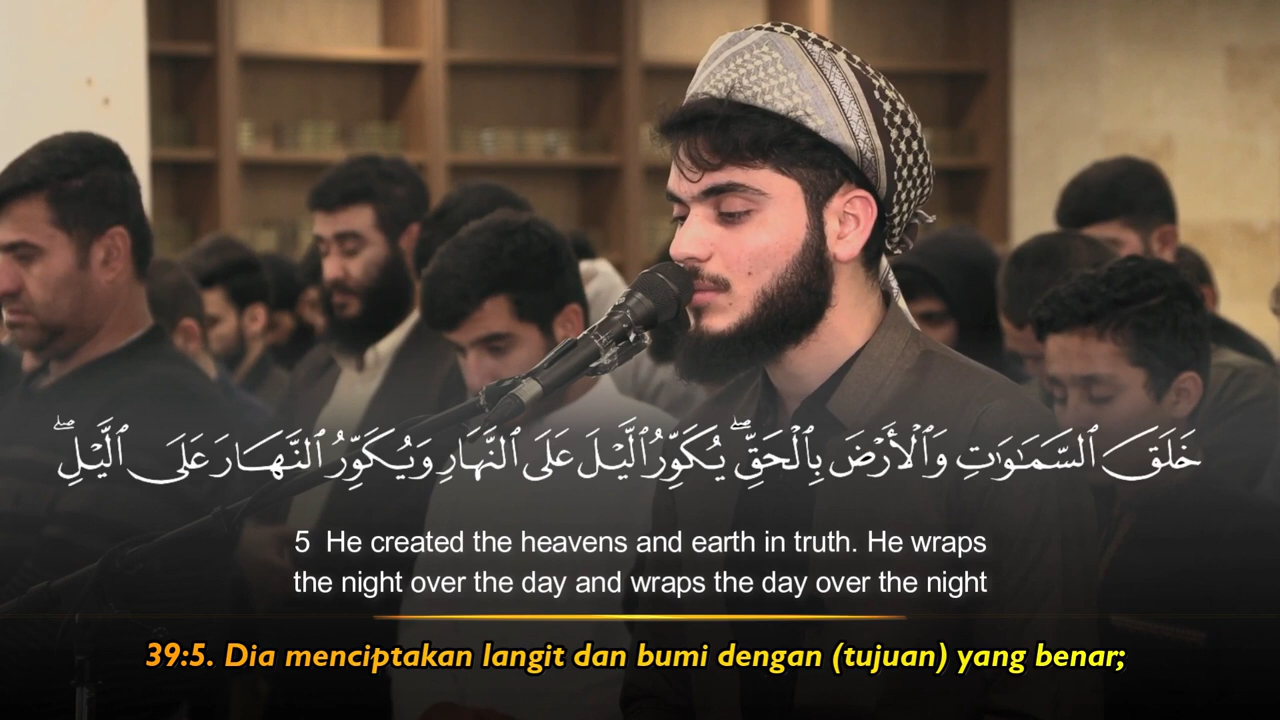 خَلَقَ ٱلسَّمَٰوَٰتِ وَٱلْأَرْضَ بِٱلْحَقِّ ۖ يُكَوِّرُ ٱلَّيْلَ عَلَى ٱلنَّهَارِ وَيُكَوِّرُ ٱلنَّهَارَ عَلَى ٱلَّيْلِ ۖ
5 He created the heavens and earth in truth. He wraps
the night over the day and wraps the day over the night
39:5. Dia menciptakan langit dan bumi dengan (tujuan) yang benar;